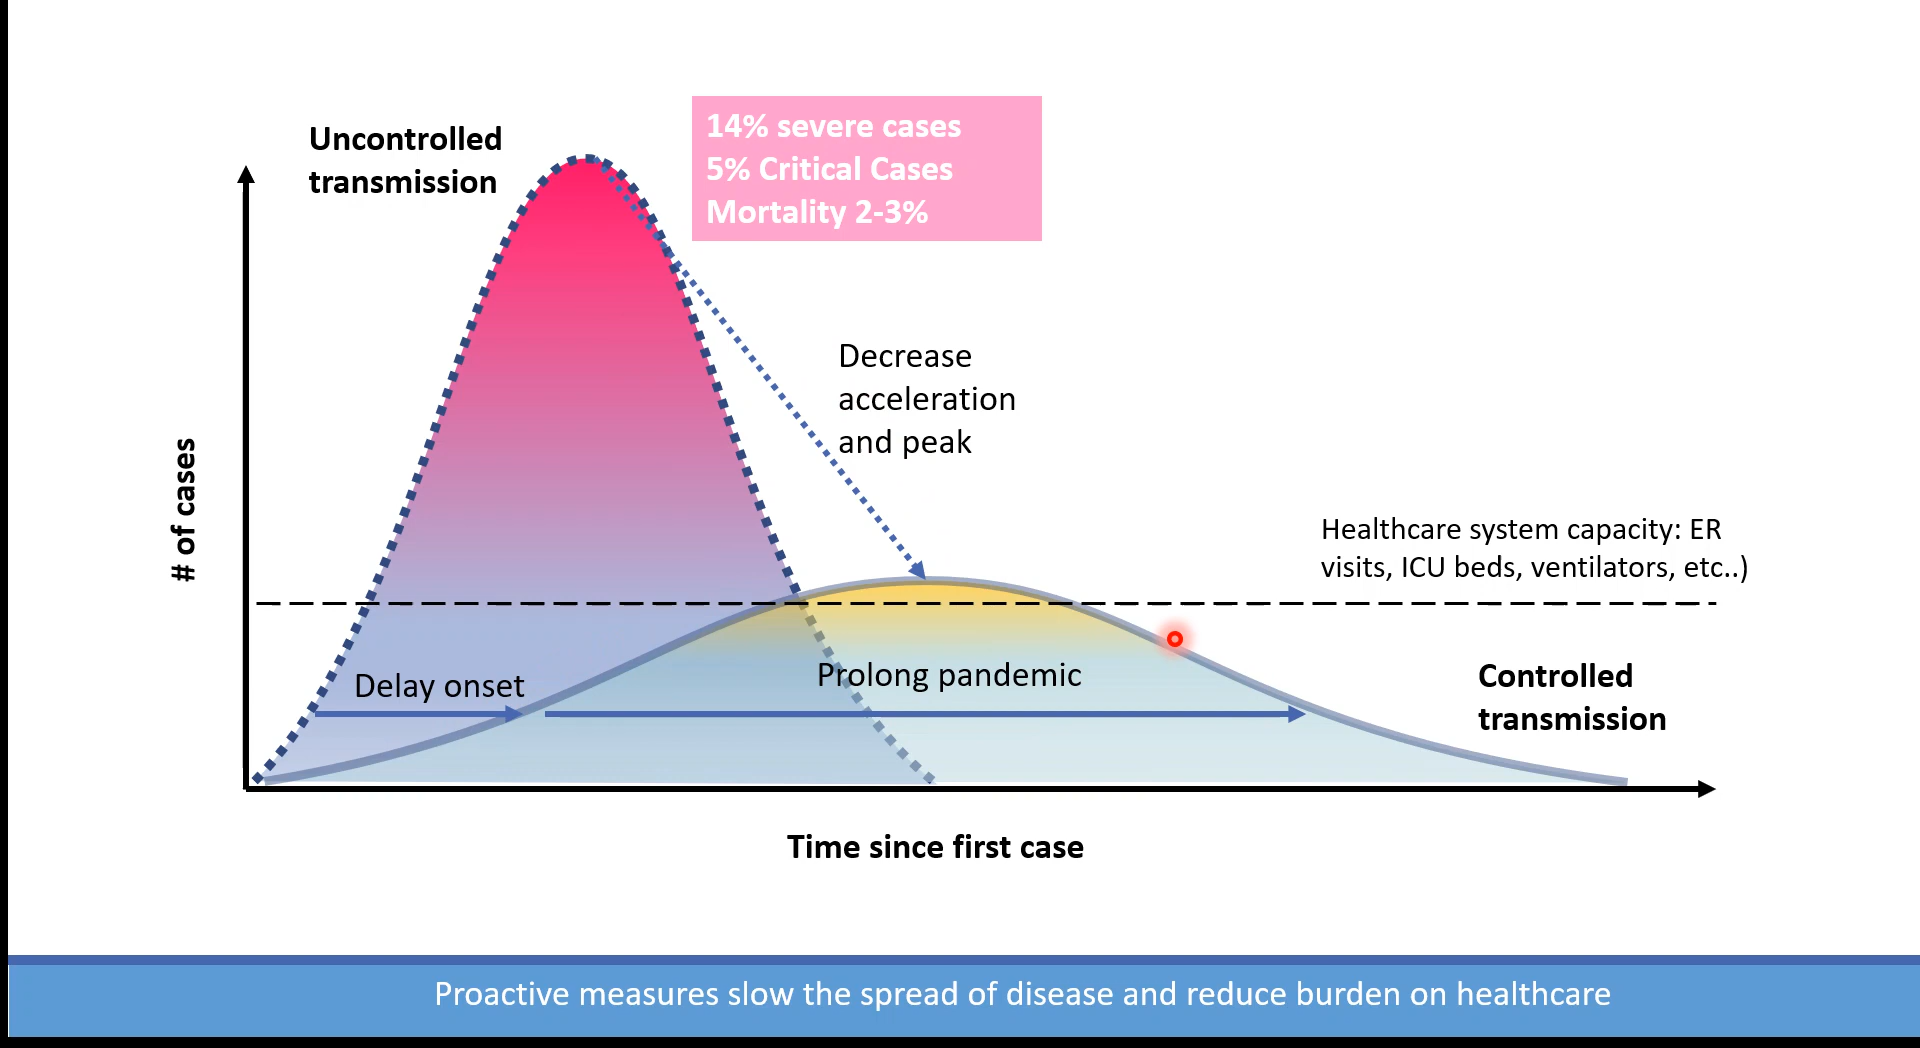 Uncontrolled
transmission
14% severe cases
5% Critical Cases
Mortality 2-3%
Decrease
acceleration
and peak
# of cases
Healthcare system capacity: ER
visits, ICU beds, ventilators, etc..)
Delay onset
Prolong pandemic
Controlled
transmission
Time since first case
Proactive measures slow the spread of disease and reduce burden on healthcare